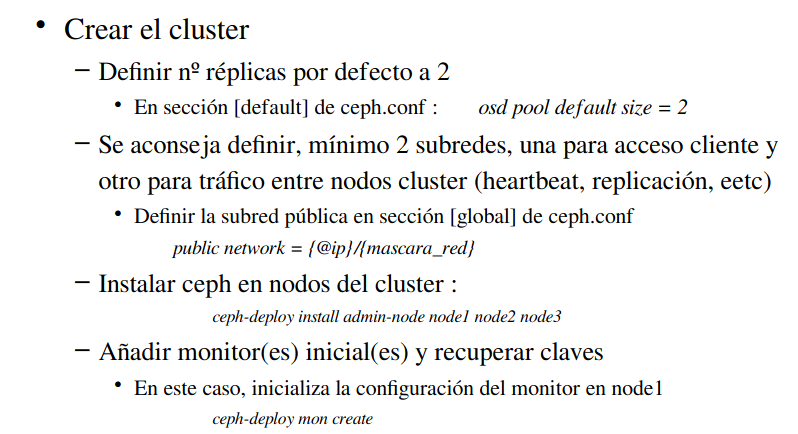 • Crear el cluster
– Definir nº réplicas por defecto a 2
• En sección [default] de ceph.conf : osd pool default size = 2
– Se aconseja definir, mínimo 2 subredes, una para acceso cliente y
otro para tráfico entre nodos cluster (heartbeat, replicación, eetc)
• Definir la subred pública en sección [global] de ceph.conf
public network = {@ip}/{mascara_red}
– Instalar ceph en nodos del cluster :
ceph-deploy install admin-node node1 node2 node3
– Añadir monitor(es) inicial(es) y recuperar claves
• En este caso, inicializa la configuración del monitor en node1
ceph-deploy mon create